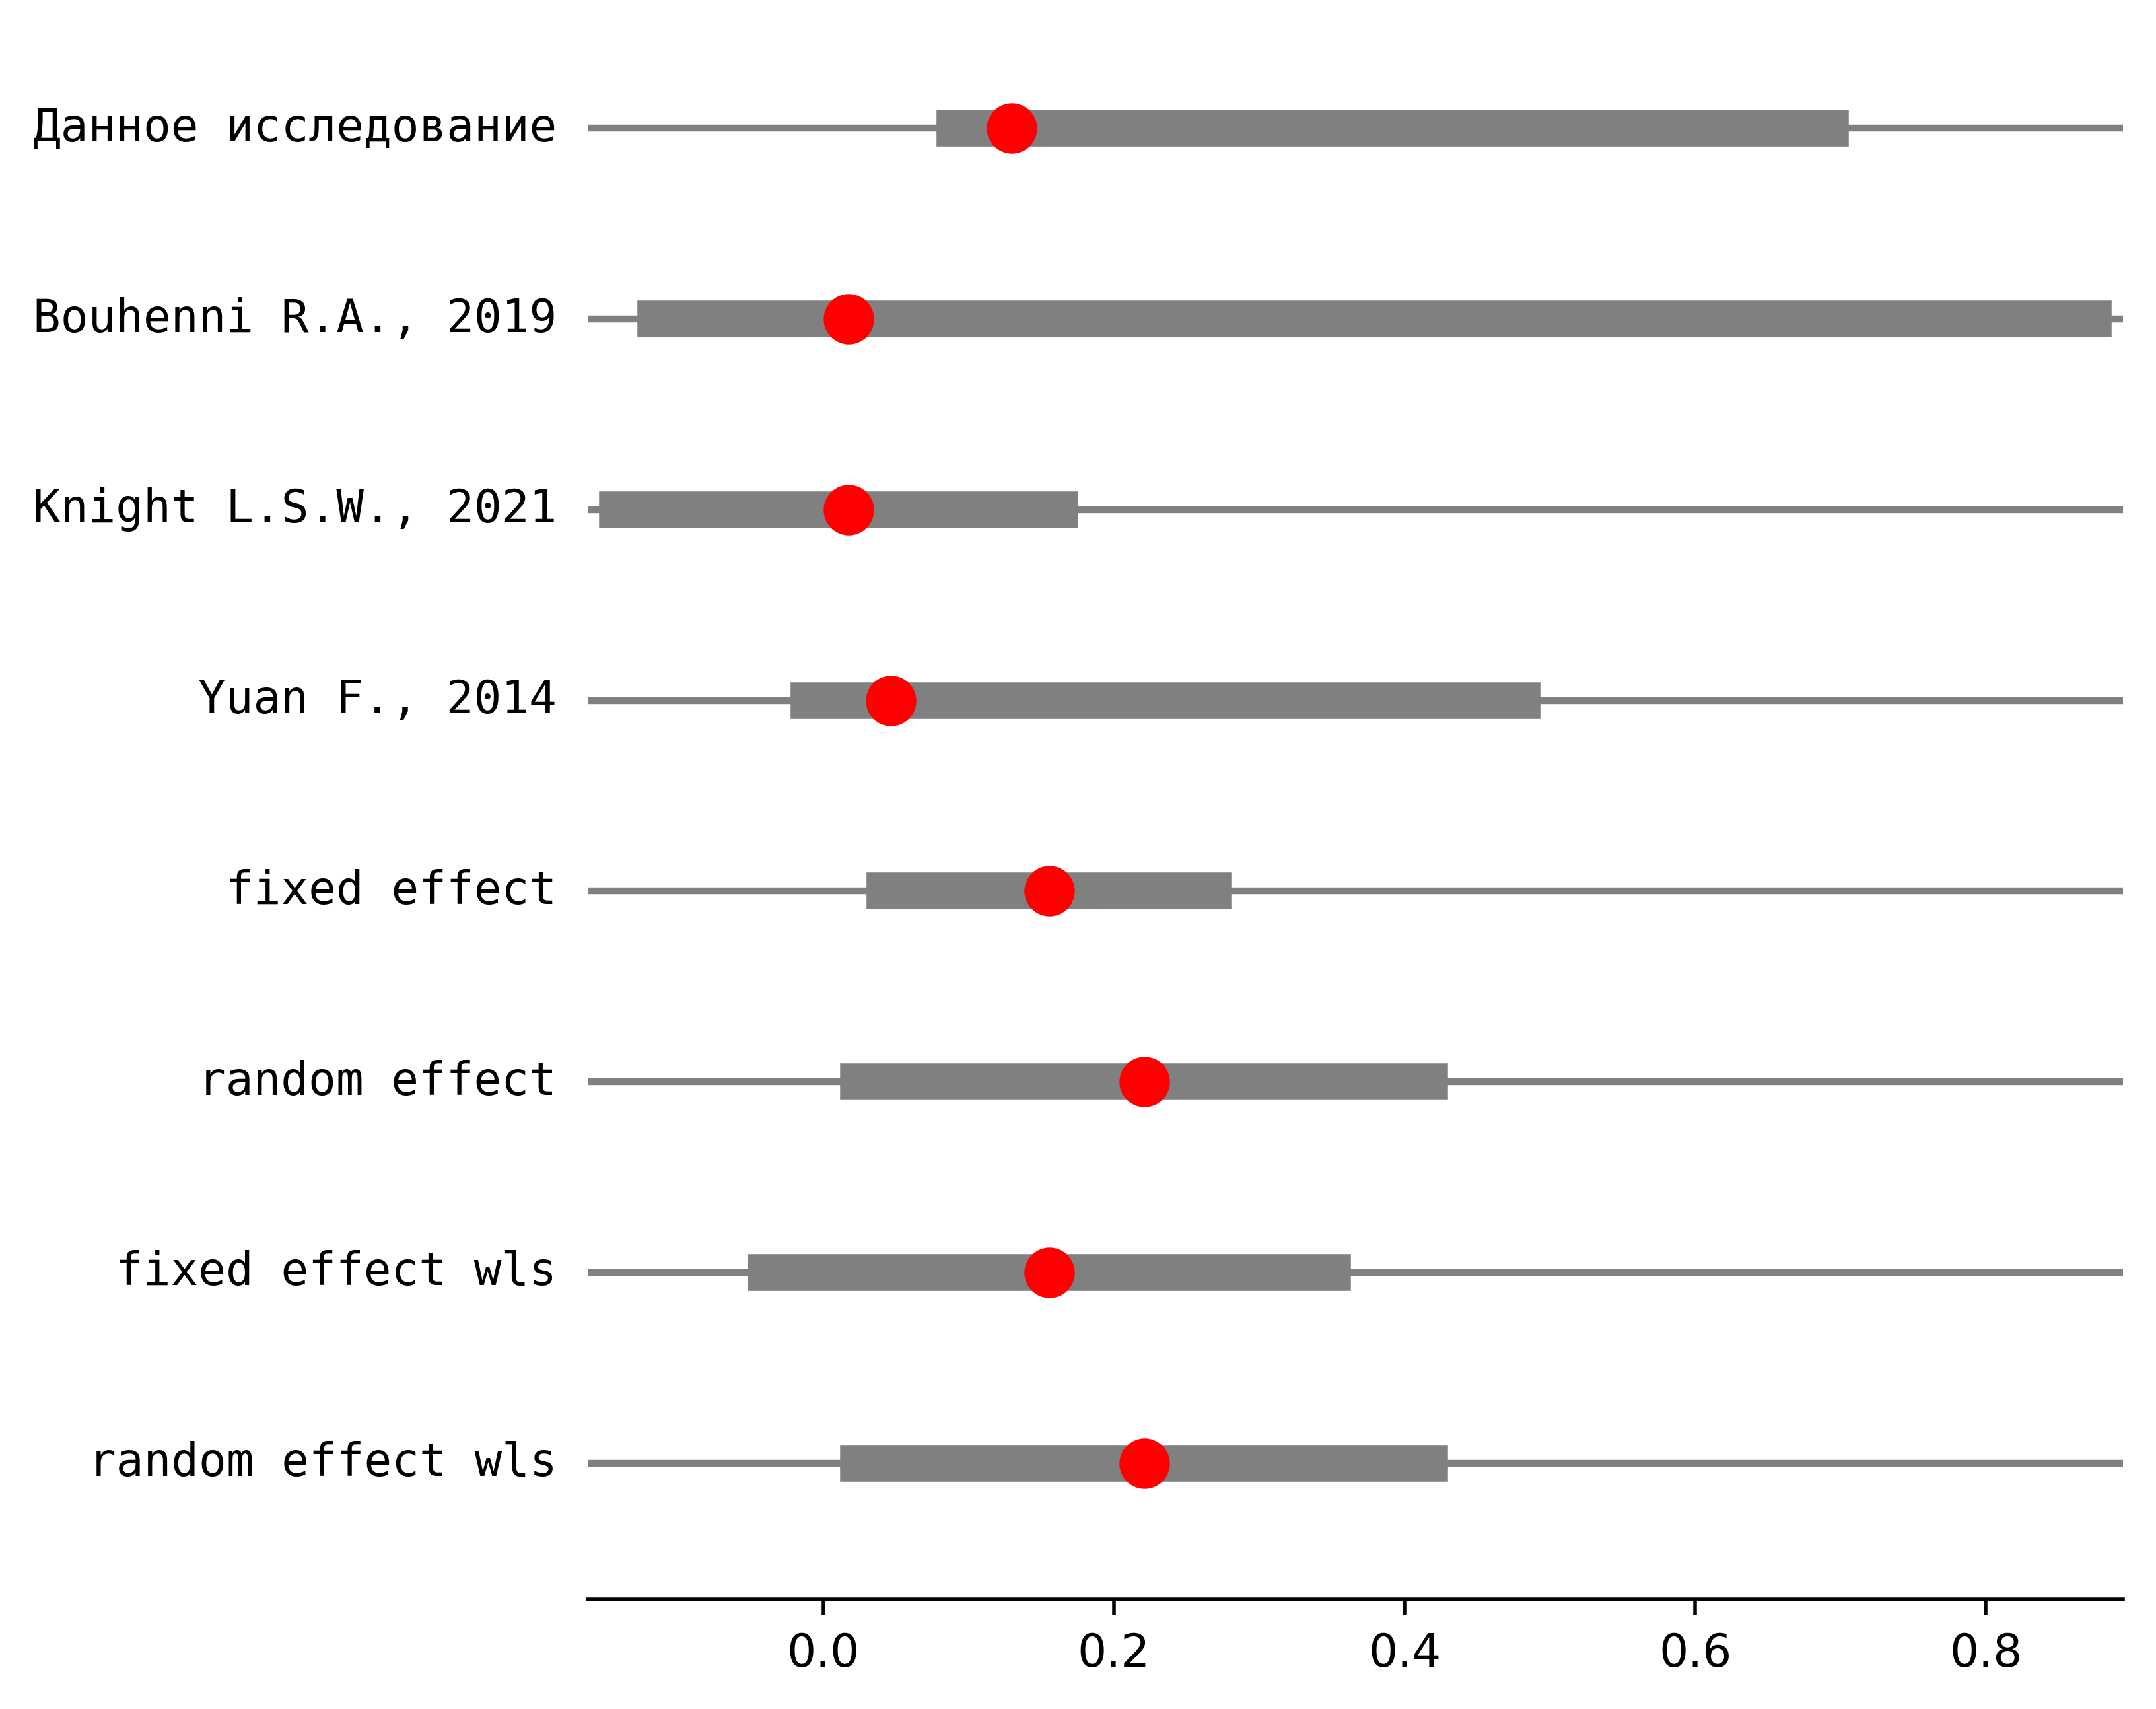 Данное исследование
Bouhenni R.A., 2019
Knight L.S.W., 2021
Yuan F., 2014
fixed effect
random effect
fixed effect wls
random effect wls
0.0 0.2 0.4 0.6 0.8